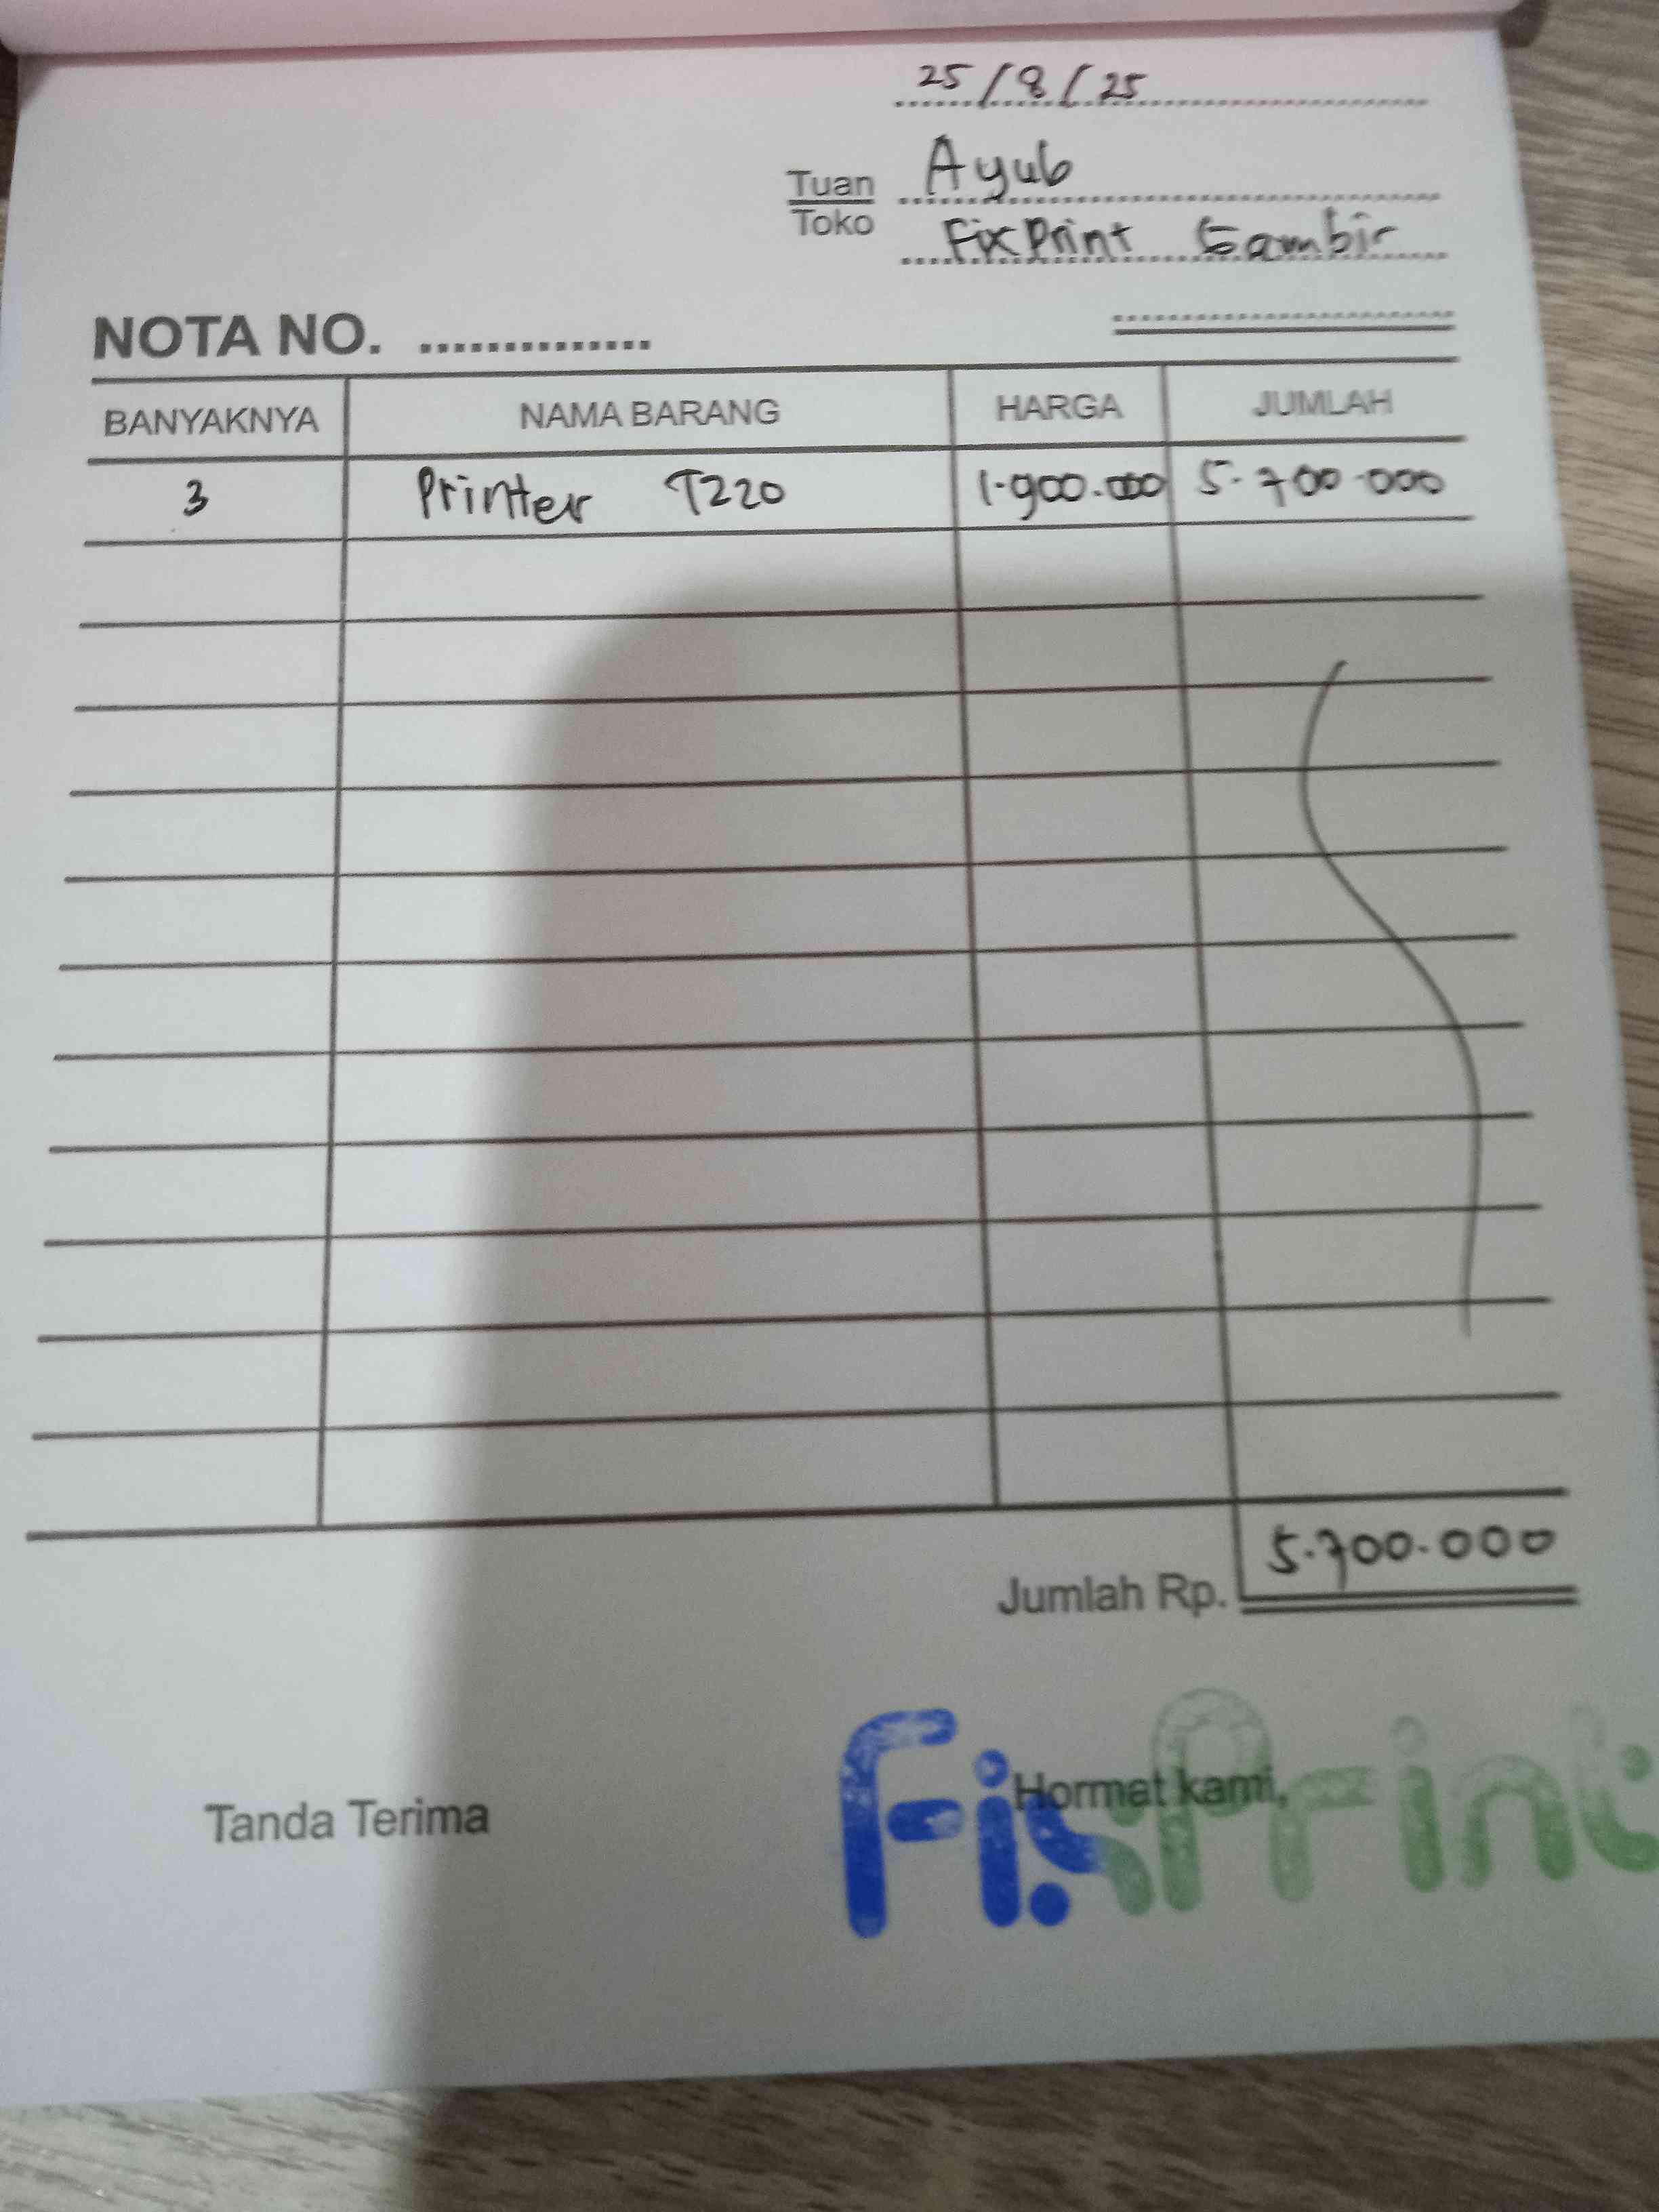 25/8/25
Tuan Ayub
Toko FixPrint Gambir
NOTA NO. ...............
BANYAKNYA NAMA BARANG HARGA JUMLAH
3 Printer T220 1.900.000 5.700.000
Jumlah Rp. 5.700.000
Tanda Terima Hormat kami,
FixPrint